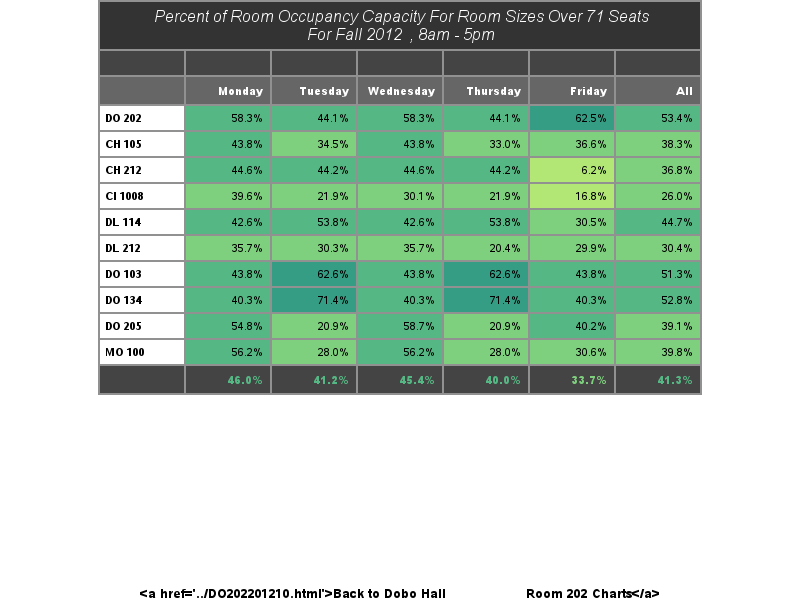 Percent of Room Occupancy Capacity For Room Sizes Over 71 Seats
For Fall 2012 , 8am - 5pm
Monday Tuesday Wednesday Thursday Friday All
DO 202 58.3% 44.1% 58.3% 44.1% 62.5% 53.4%
CH 105 43.8% 34.5% 43.8% 33.0% 36.6% 38.3%
CH 212 44.6% 44.2% 44.6% 44.2% 6.2% 36.8%
CI 1008 39.6% 21.9% 30.1% 21.9% 16.8% 26.0%
DL 114 42.6% 53.8% 42.6% 53.8% 30.5% 44.7%
DL 212 35.7% 30.3% 35.7% 20.4% 29.9% 30.4%
DO 103 43.8% 62.6% 43.8% 62.6% 43.8% 51.3%
DO 134 40.3% 71.4% 40.3% 71.4% 40.3% 52.8%
DO 205 54.8% 20.9% 58.7% 20.9% 40.2% 39.1%
MO 100 56.2% 28.0% 56.2% 28.0% 30.6% 39.8%
46.0% 41.2% 45.4% 40.0% 33.7% 41.3%
<a href='../DO202201210.html'>Back to Dobo Hall Room 202 Charts</a>